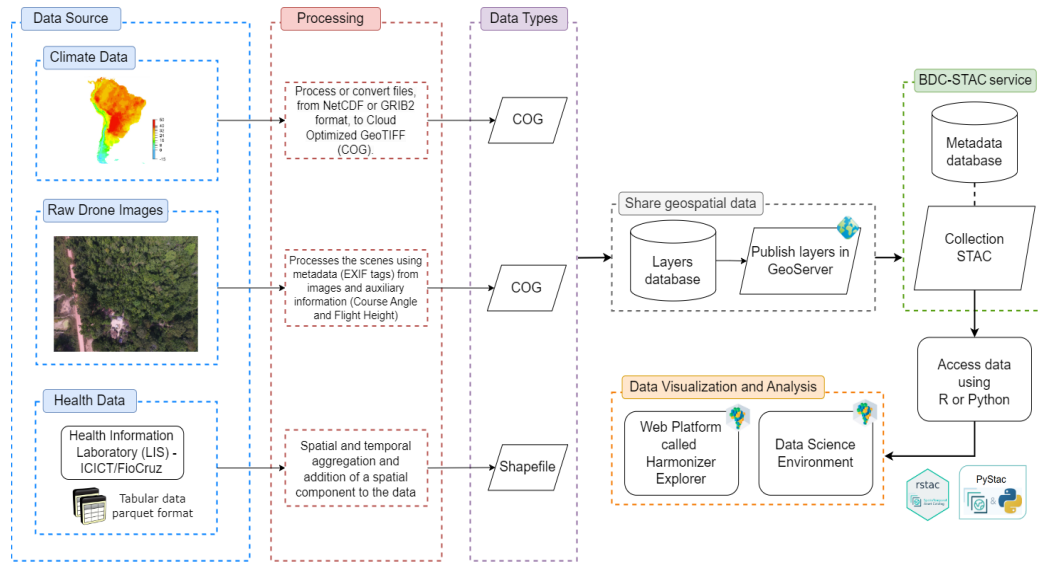 Data Source
Processing
Data Types
Climate Data
Process or convert files,
from NetCDF or GRIB2
format, to Cloud
Optimized GeoTIFF
(COG).
COG
Raw Drone Images
Processes the scenes using
metadata (EXIF tags) from
images and auxiliary
information (Course Angle
and Flight Height)
COG
Health Data
Health Information
Laboratory (LIS) -
ICICT/FioCruz
Tabular data
parquet format
Spatial and temporal
aggregation and
addition of a spatial
component to the data
Shapefile
Share geospatial data
Layers
database
Publish layers in
GeoServer
BDC-STAC service
Metadata
database
Collection
STAC
Access data
using
R or Python
Data Visualization and Analysis
Web Platform
called
Harmonizer
Explorer
Data Science
Environment
rstac
PyStac
&